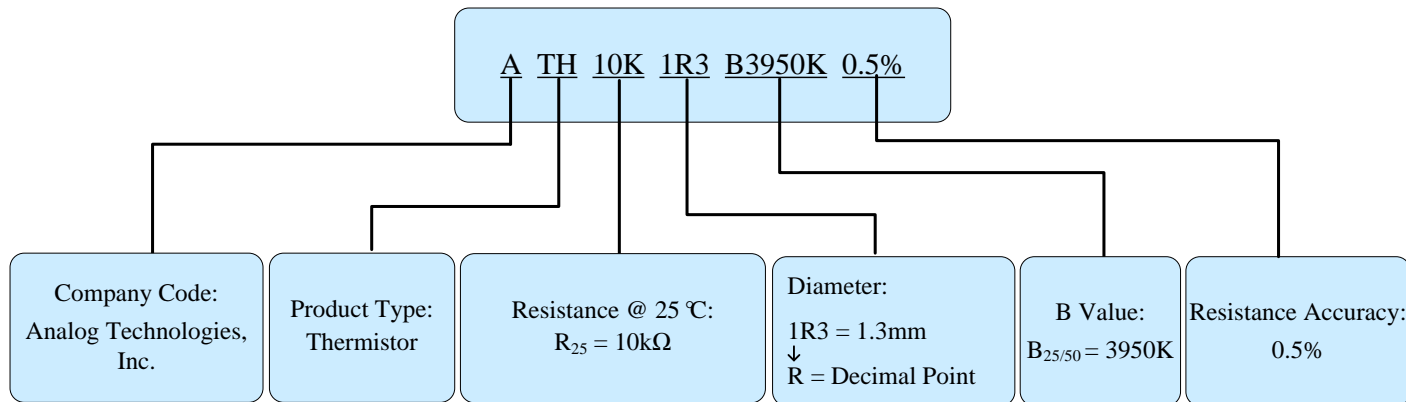 A TH 10K 1R3 B3950K 0.5%
Company Code:
Analog Technologies,
Inc.
Product Type:
Thermistor
Resistance @ 25 ℃:
R₂₅ = 10kΩ
Diameter:
1R3 = 1.3mm
↓
R = Decimal Point
B Value:
B₂₅/₅₀ = 3950K
Resistance Accuracy:
0.5%